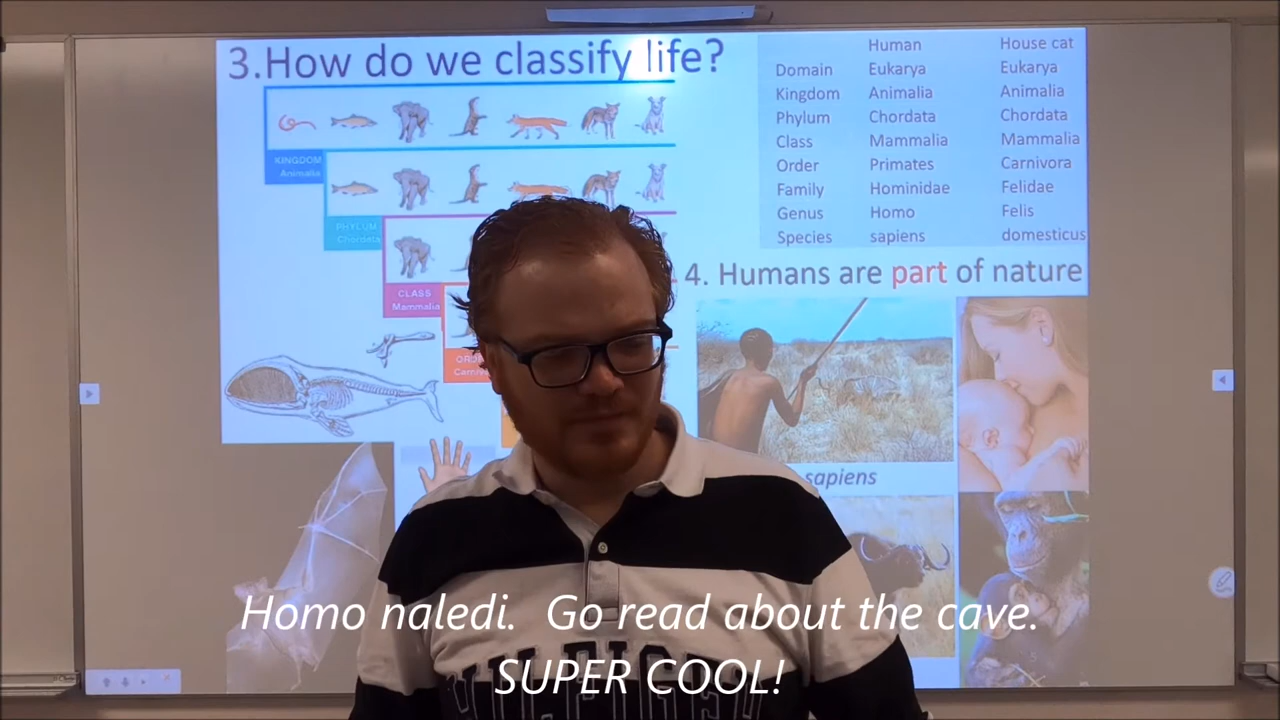 3.How do we classify life?
Human House cat
Domain Eukarya Eukarya
Kingdom Animalia Animalia
Phylum Chordata Chordata
Class Mammalia Mammalia
Order Primates Carnivora
Family Hominidae Felidae
Genus Homo Felis
Species sapiens domesticus
KINGDOM
Animalia
PHYLUM
Chordata
CLASS
Mammalia
4. Humans are part of nature
sapiens
Homo naledi. Go read about the cave.
SUPER COOL!